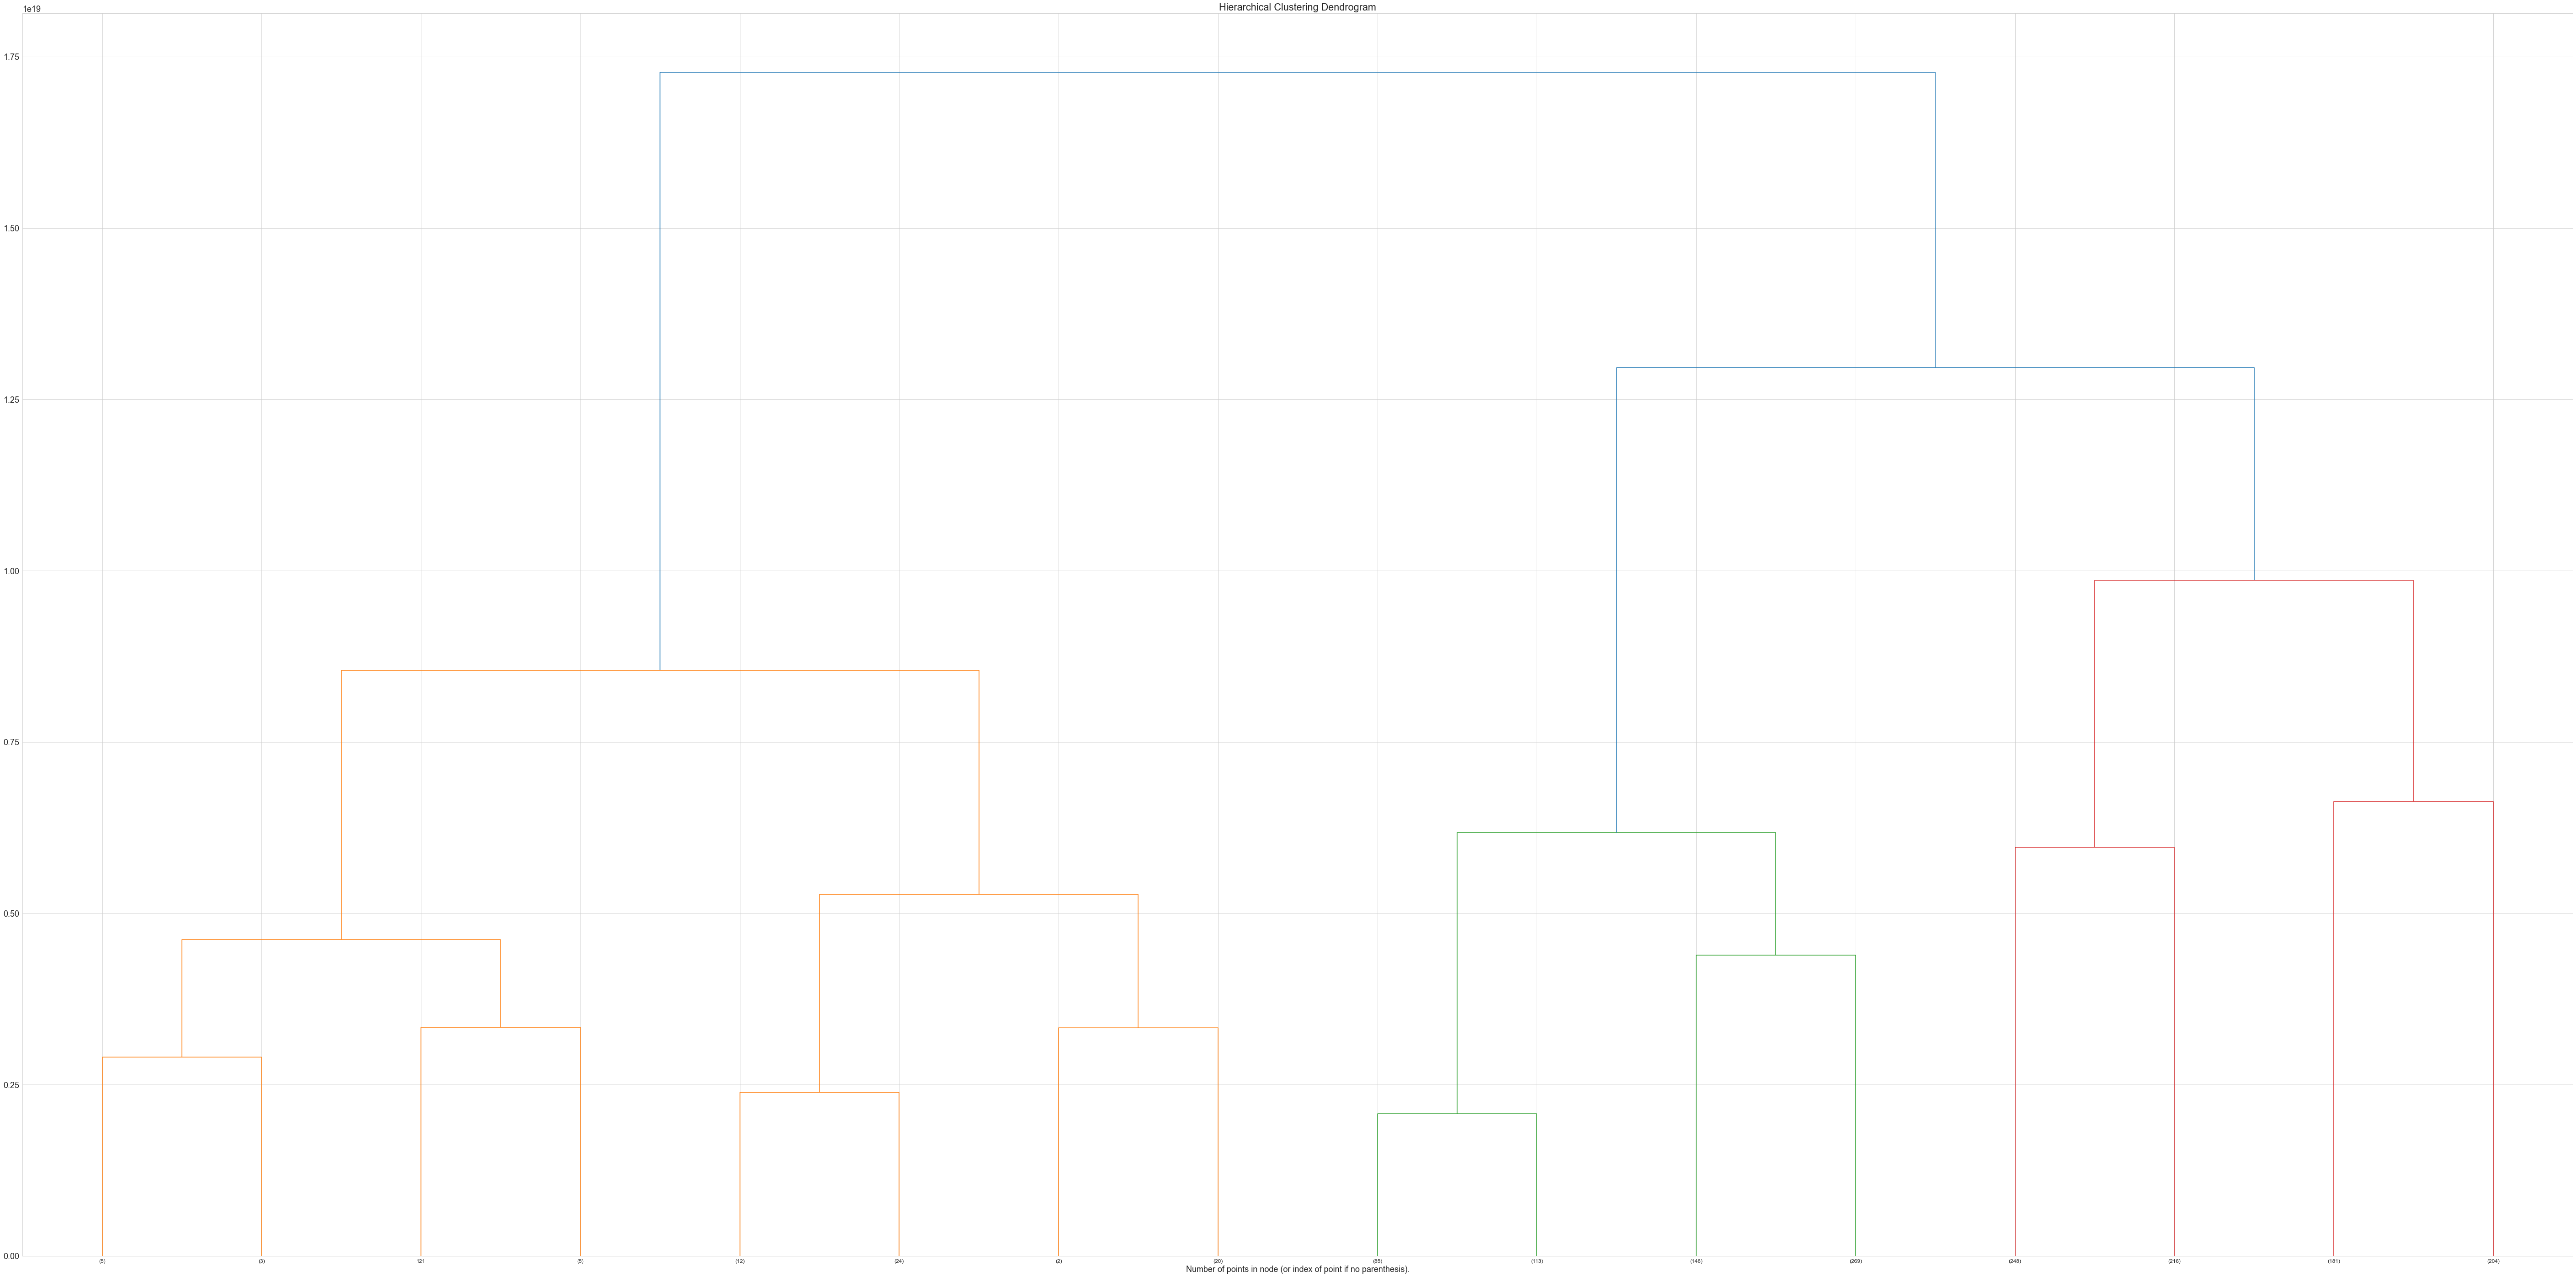 Hierarchical Clustering Dendrogram
1e19
1.75
1.50
1.25
1.00
0.75
0.50
0.25
0.00
(5) (3) 121 (5) (12) (24) (2) (20) (85) (113) (148) (269) (248) (216) (181) (204)
Number of points in node (or index of point if no parenthesis).